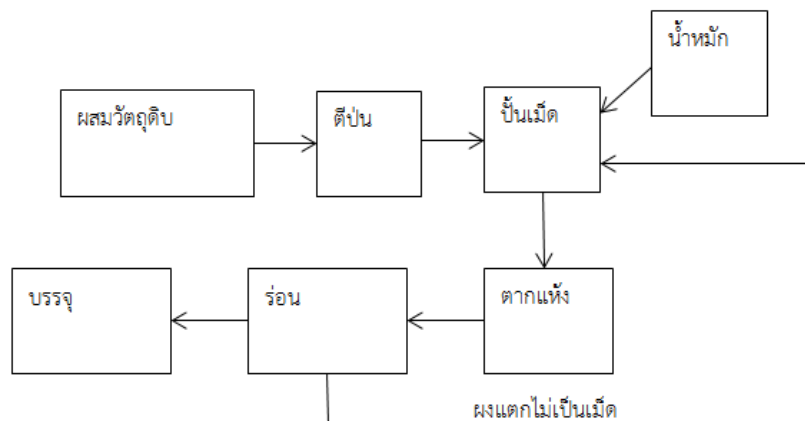 น้ำหมัก
ผสมวัตถุดิบ
ตีป่น
ปั้นเม็ด
บรรจุ
ร่อน
ตากแห้ง
ผงแตกไม่เป็นเม็ด